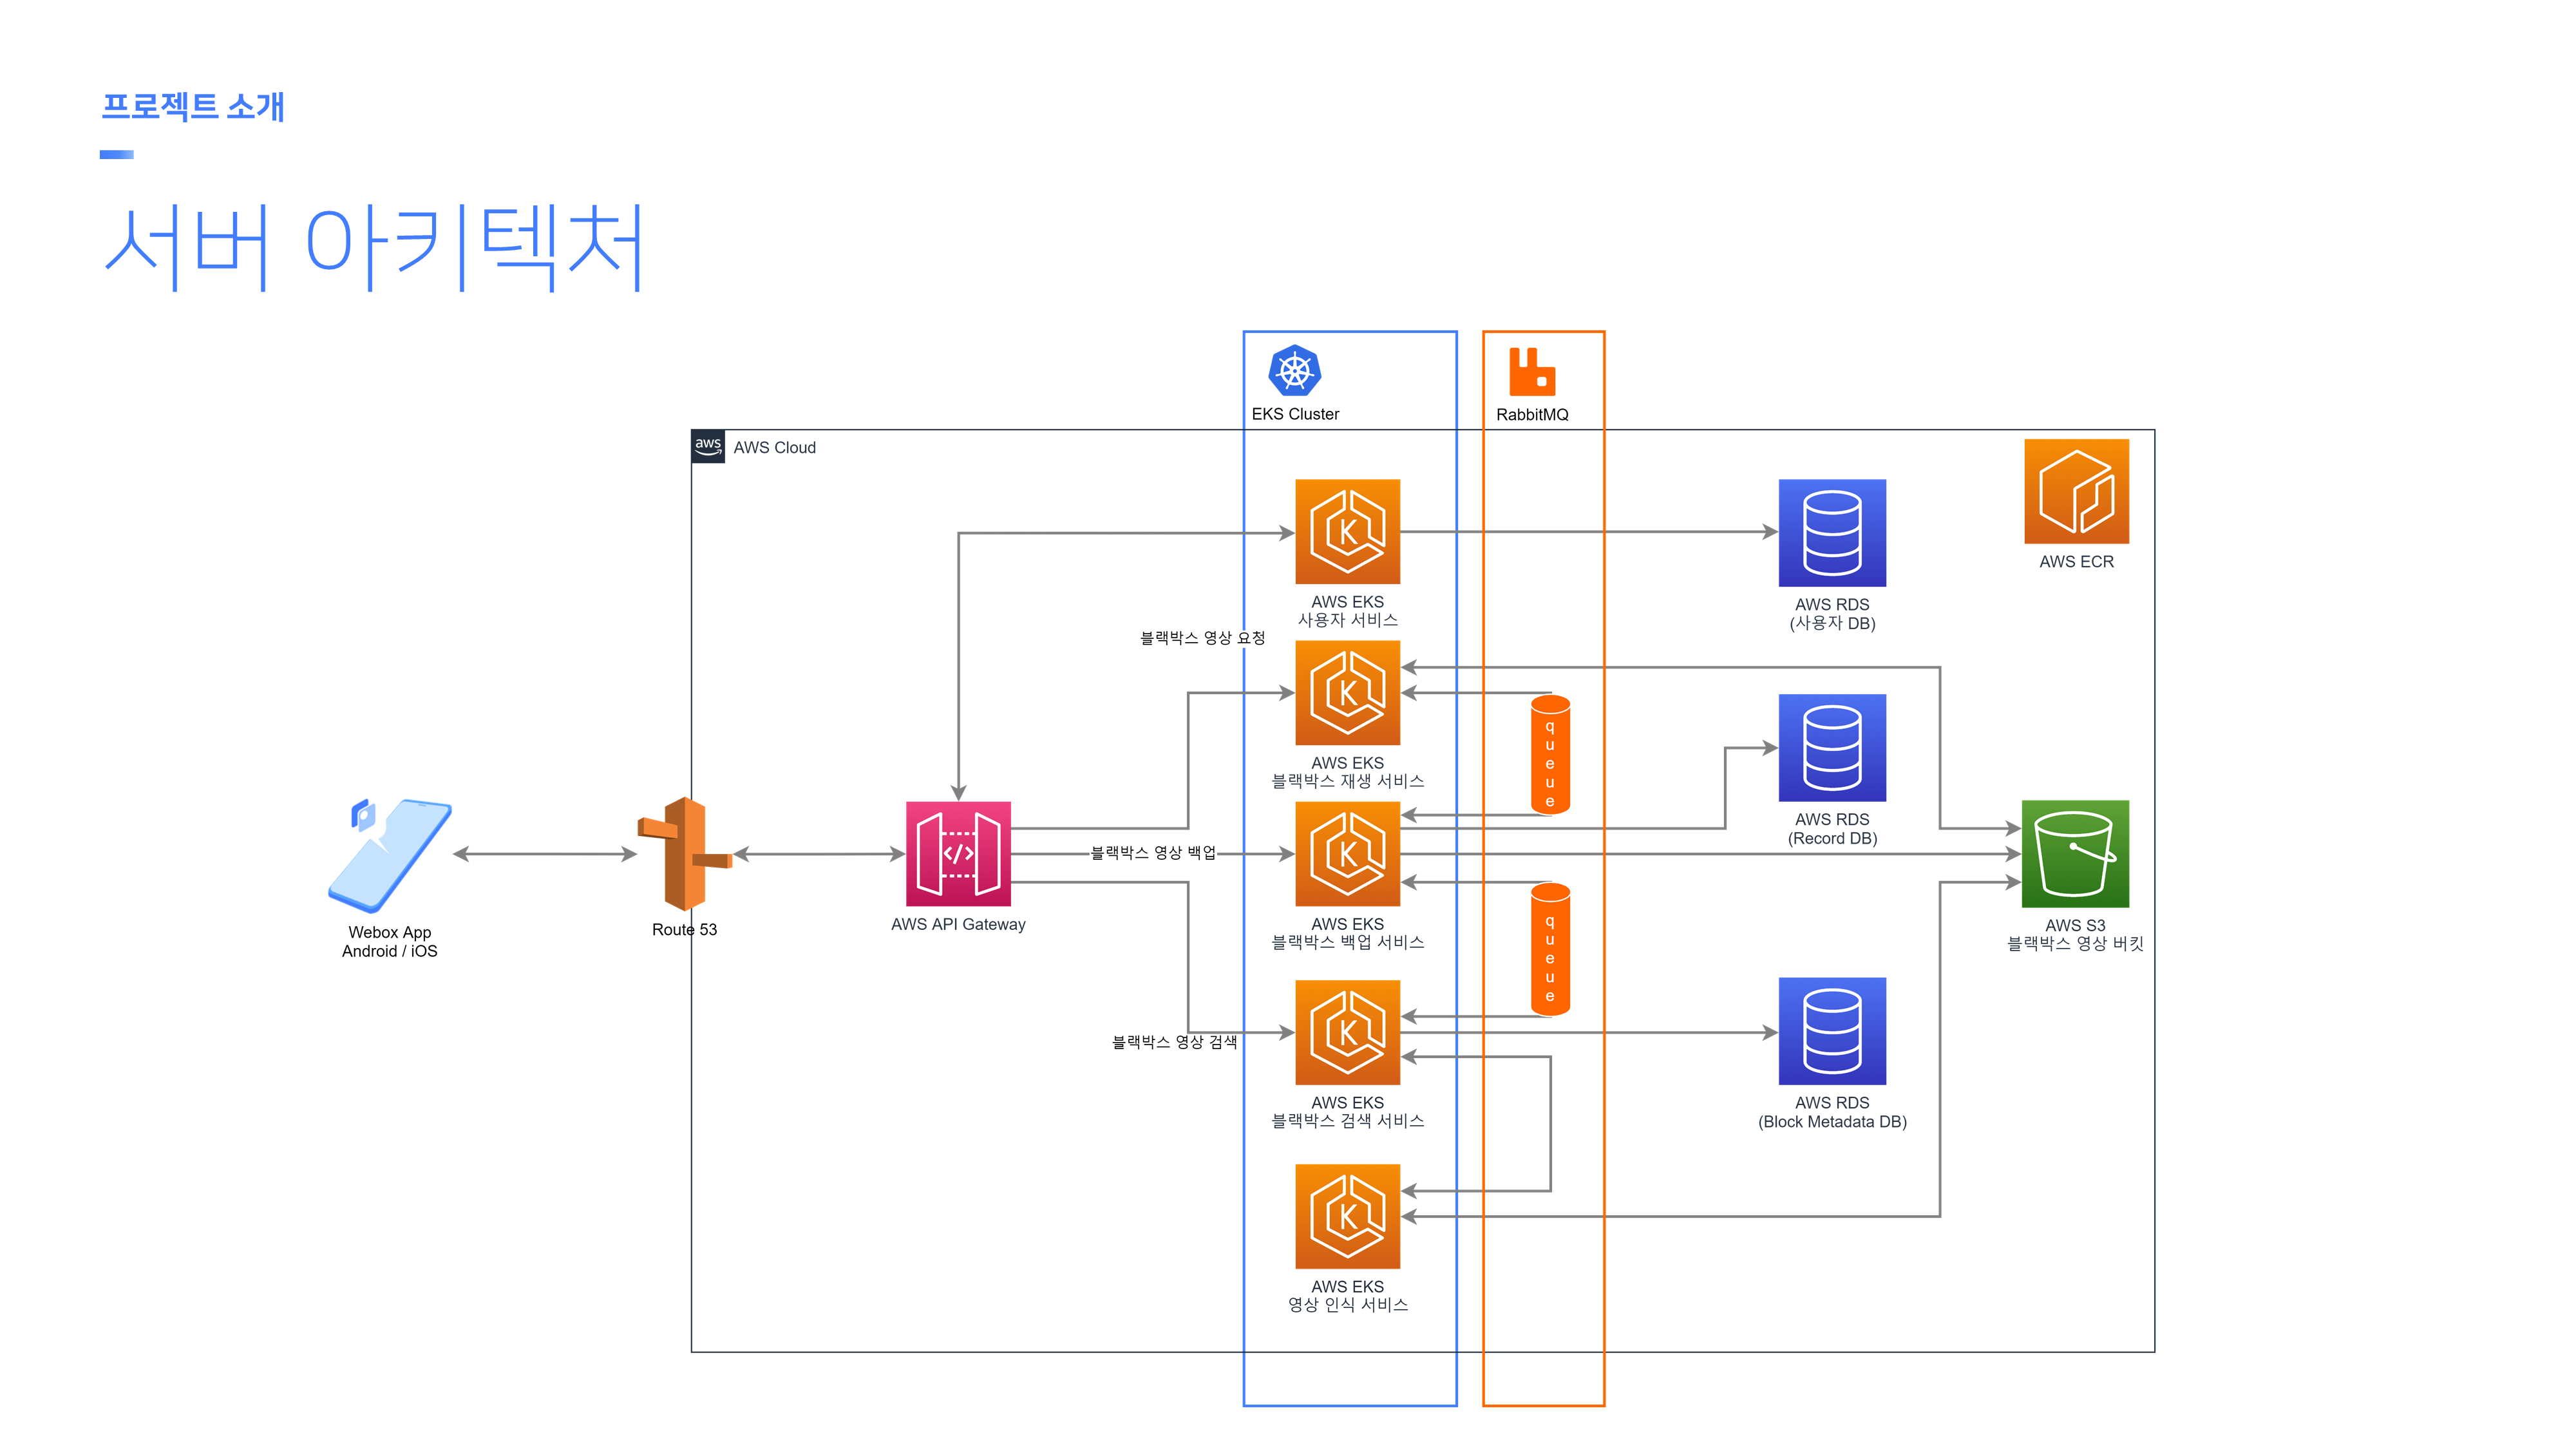 프로젝트 소개
서버 아키텍처
EKS Cluster
RabbitMQ
aws
AWS Cloud
AWS ECR
AWS EKS
사용자 서비스
AWS RDS
(사용자 DB)
블랙박스 영상 요청
queue
AWS EKS
블랙박스 재생 서비스
AWS RDS
(Record DB)
블랙박스 영상 백업
Webox App
Android / iOS
Route 53
AWS API Gateway
AWS EKS
블랙박스 백업 서비스
queue
AWS S3
블랙박스 영상 버킷
블랙박스 영상 검색
AWS EKS
블랙박스 검색 서비스
AWS RDS
(Block Metadata DB)
AWS EKS
영상 인식 서비스
K
K
K
K
K